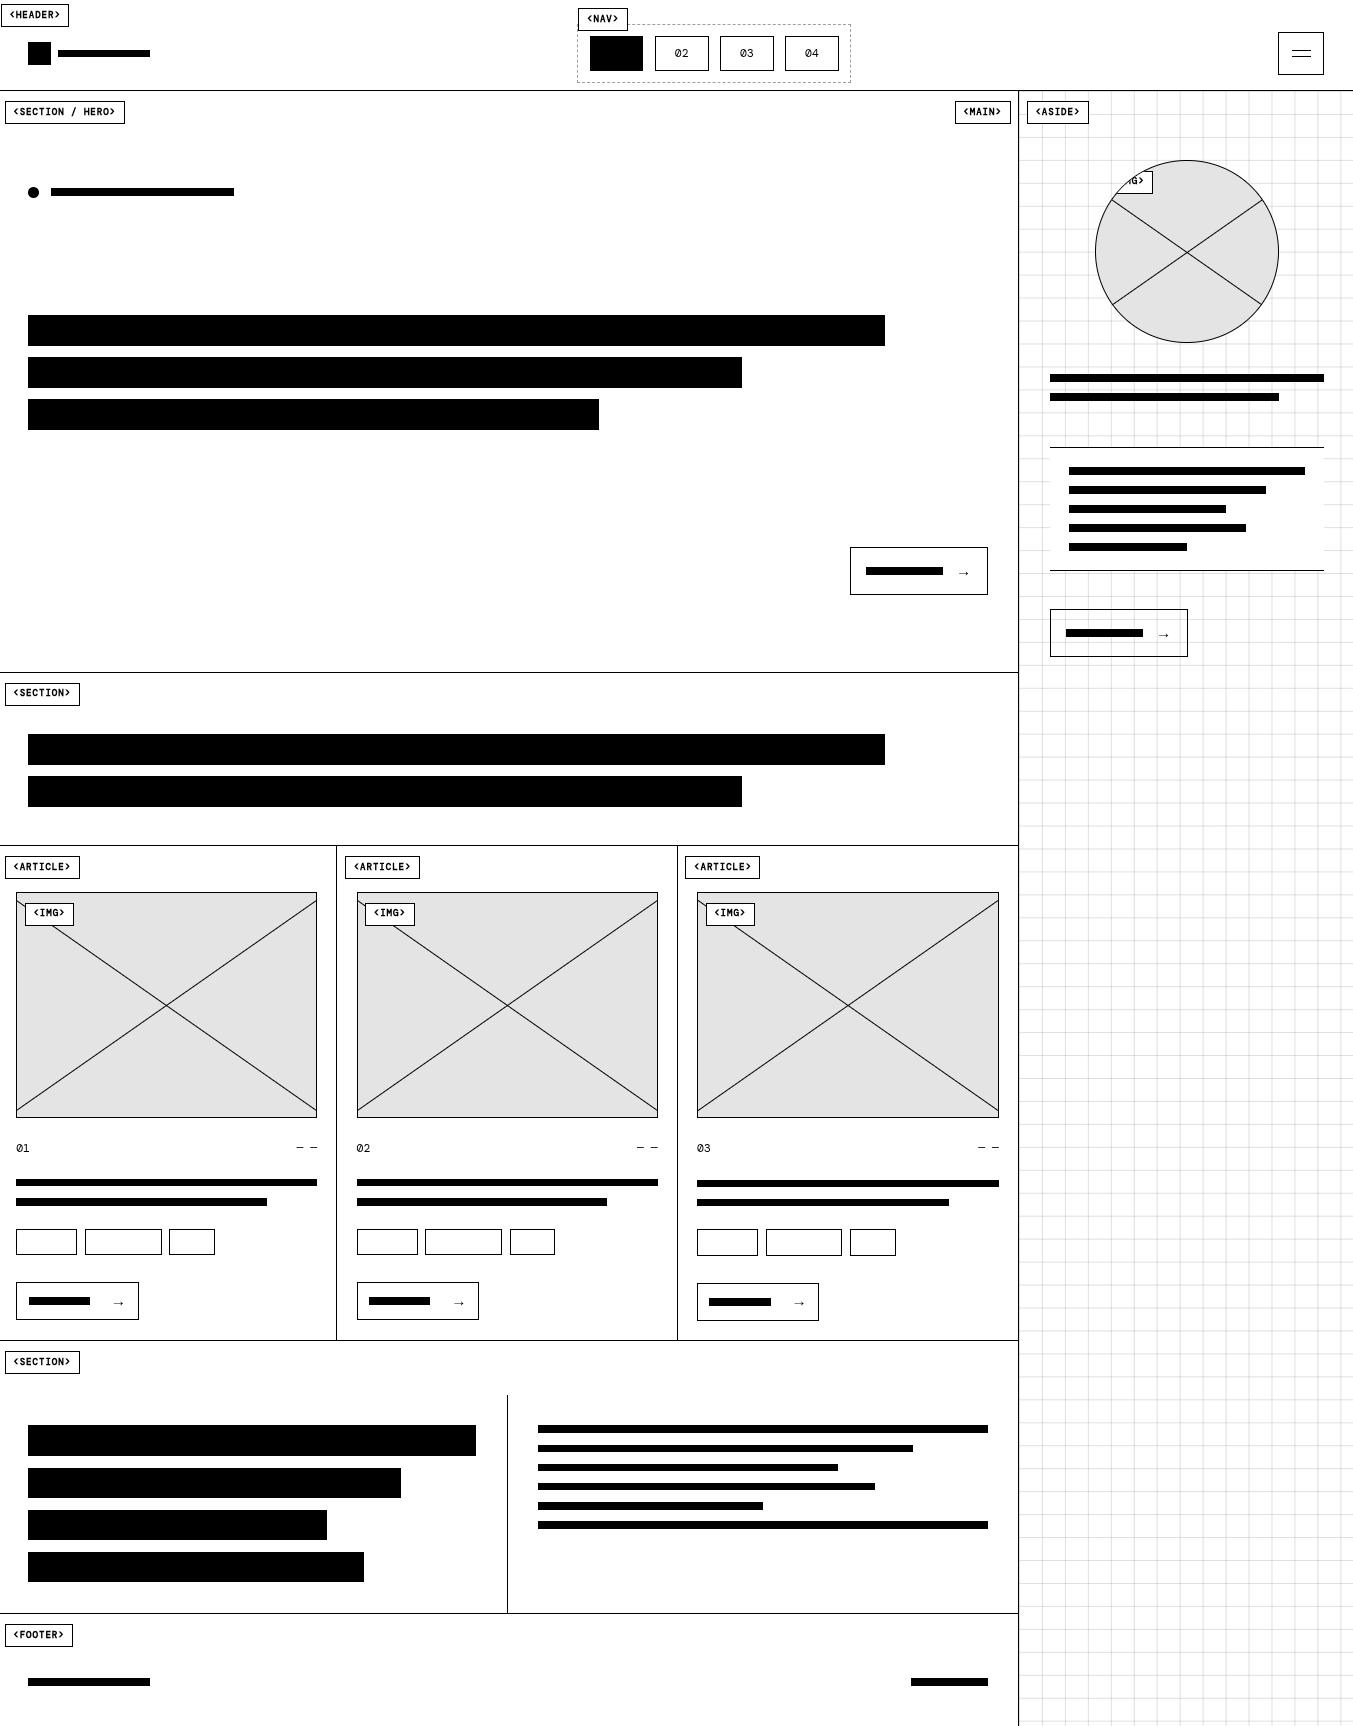 <HEADER>
<NAV>
02
03
04
<SECTION / HERO>
<MAIN>
<ASIDE>
→
→
<SECTION>
<ARTICLE>
<ARTICLE>
<ARTICLE>
<IMG>
<IMG>
<IMG>
01
— —
02
— —
03
— —
→
→
→
<SECTION>
<FOOTER>